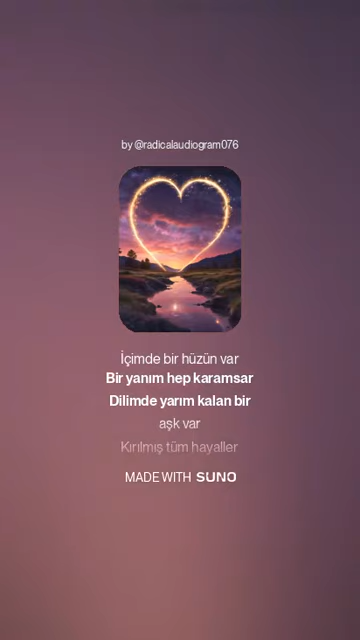 by @radicalaudiogram076
İçimde bir hüzün var
Bir yanım hep karamsar
Dilimde yarım kalan bir
aşk var
Kırılmış tüm hayaller
MADE WITH SUNO